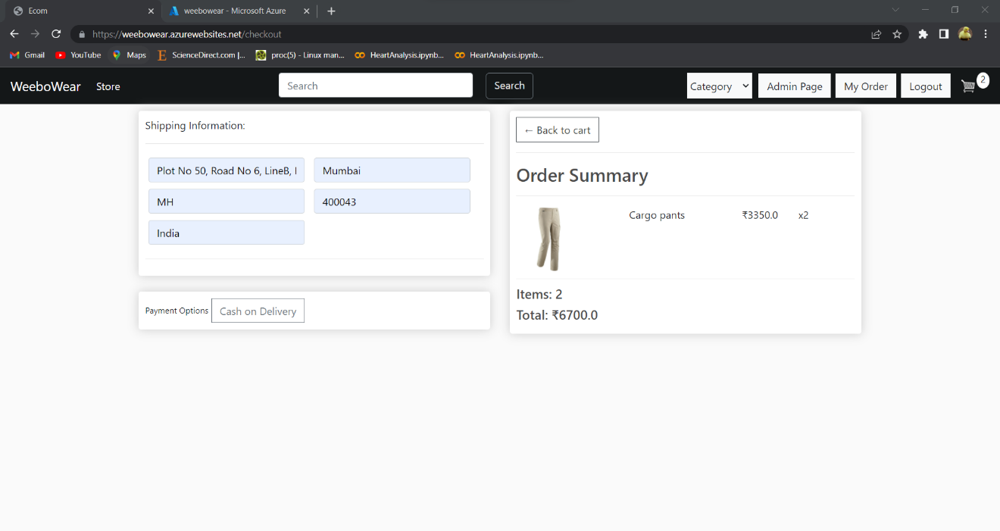 Ecom
weebowear - Microsoft Azure
https://weebowear.azurewebsites.net/checkout
Gmail
YouTube
Maps
ScienceDirect.com |...
proc(5) - Linux man...
HeartAnalysis.ipynb...
HeartAnalysis.ipynb...
WeeboWear
Store
Search
Search
Category
Admin Page
My Order
Logout
2
Shipping Information:
Plot No 50, Road No 6, LineB,
Mumbai
MH
400043
India
Payment Options
Cash on Delivery
← Back to cart
Order Summary
Cargo pants
₹3350.0
x2
Items: 2
Total: ₹6700.0